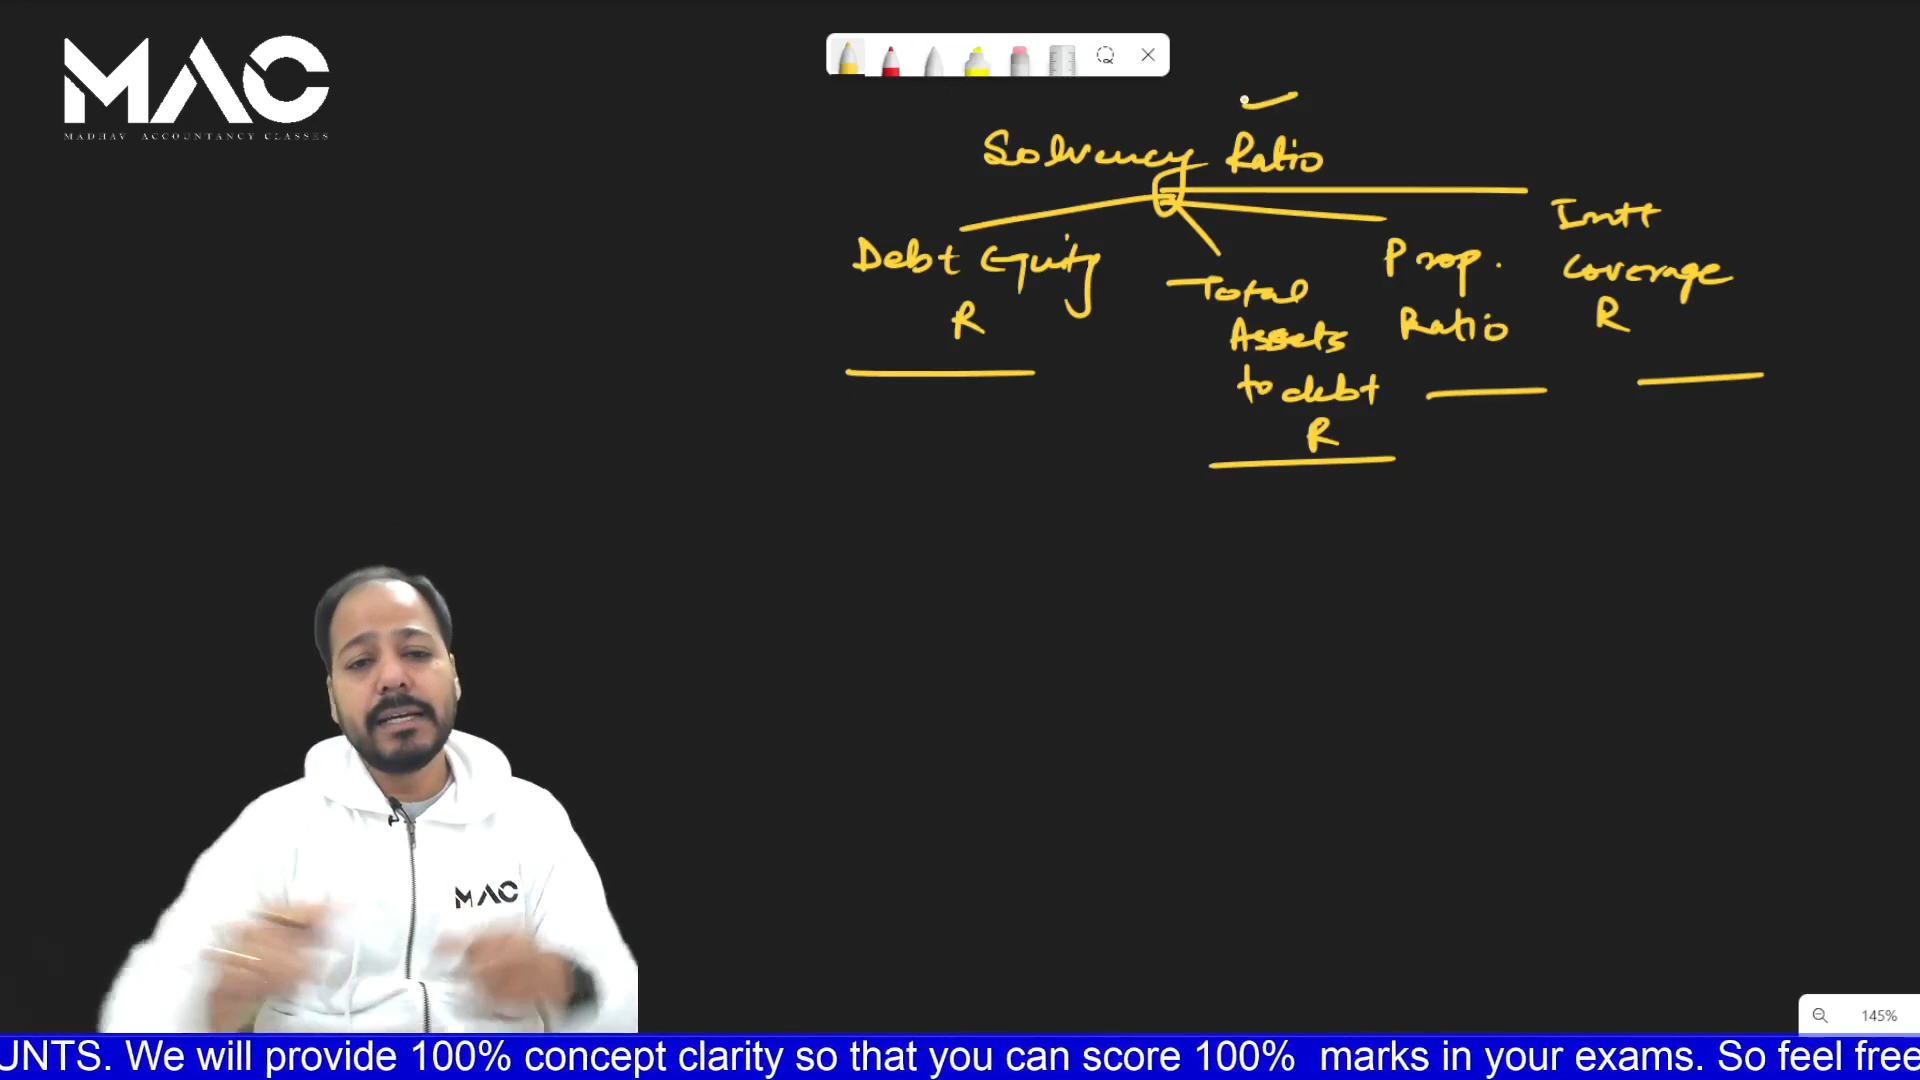 MAC
MADHAV ACCOUNTANCY CLASSES
Solvency Ratio
Debt Equity
R
Total
Assets
to debt
R
Prop.
Ratio
Intt
coverage
R
MAC
145%
UNTS. We will provide 100% concept clarity so that you can score 100% marks in your exams. So feel free